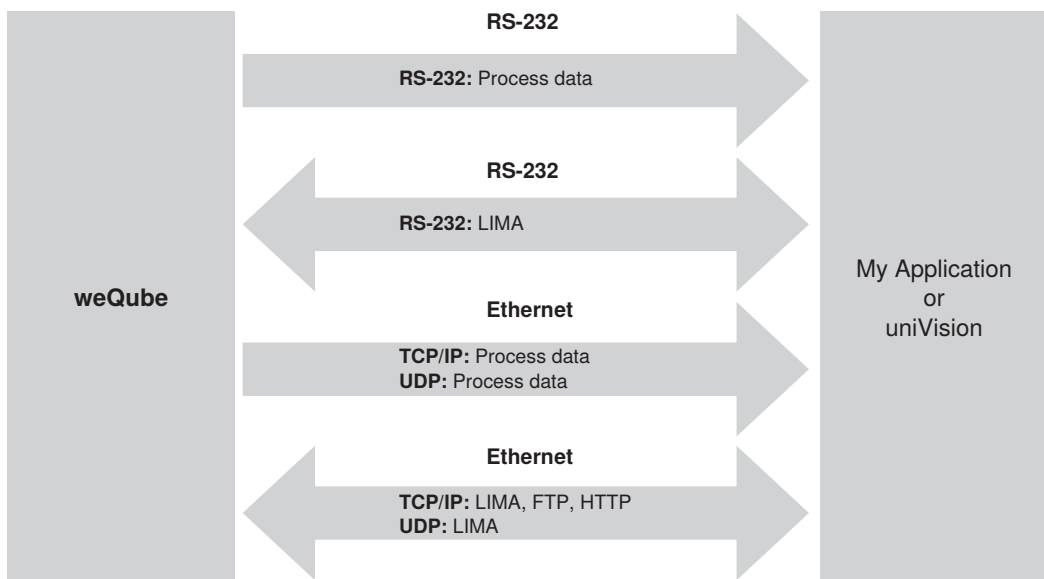 RS-232
RS-232: Process data
RS-232
RS-232: LIMA
weQube
My Application
or
uniVision
Ethernet
TCP/IP: Process data
UDP: Process data
Ethernet
TCP/IP: LIMA, FTP, HTTP
UDP: LIMA